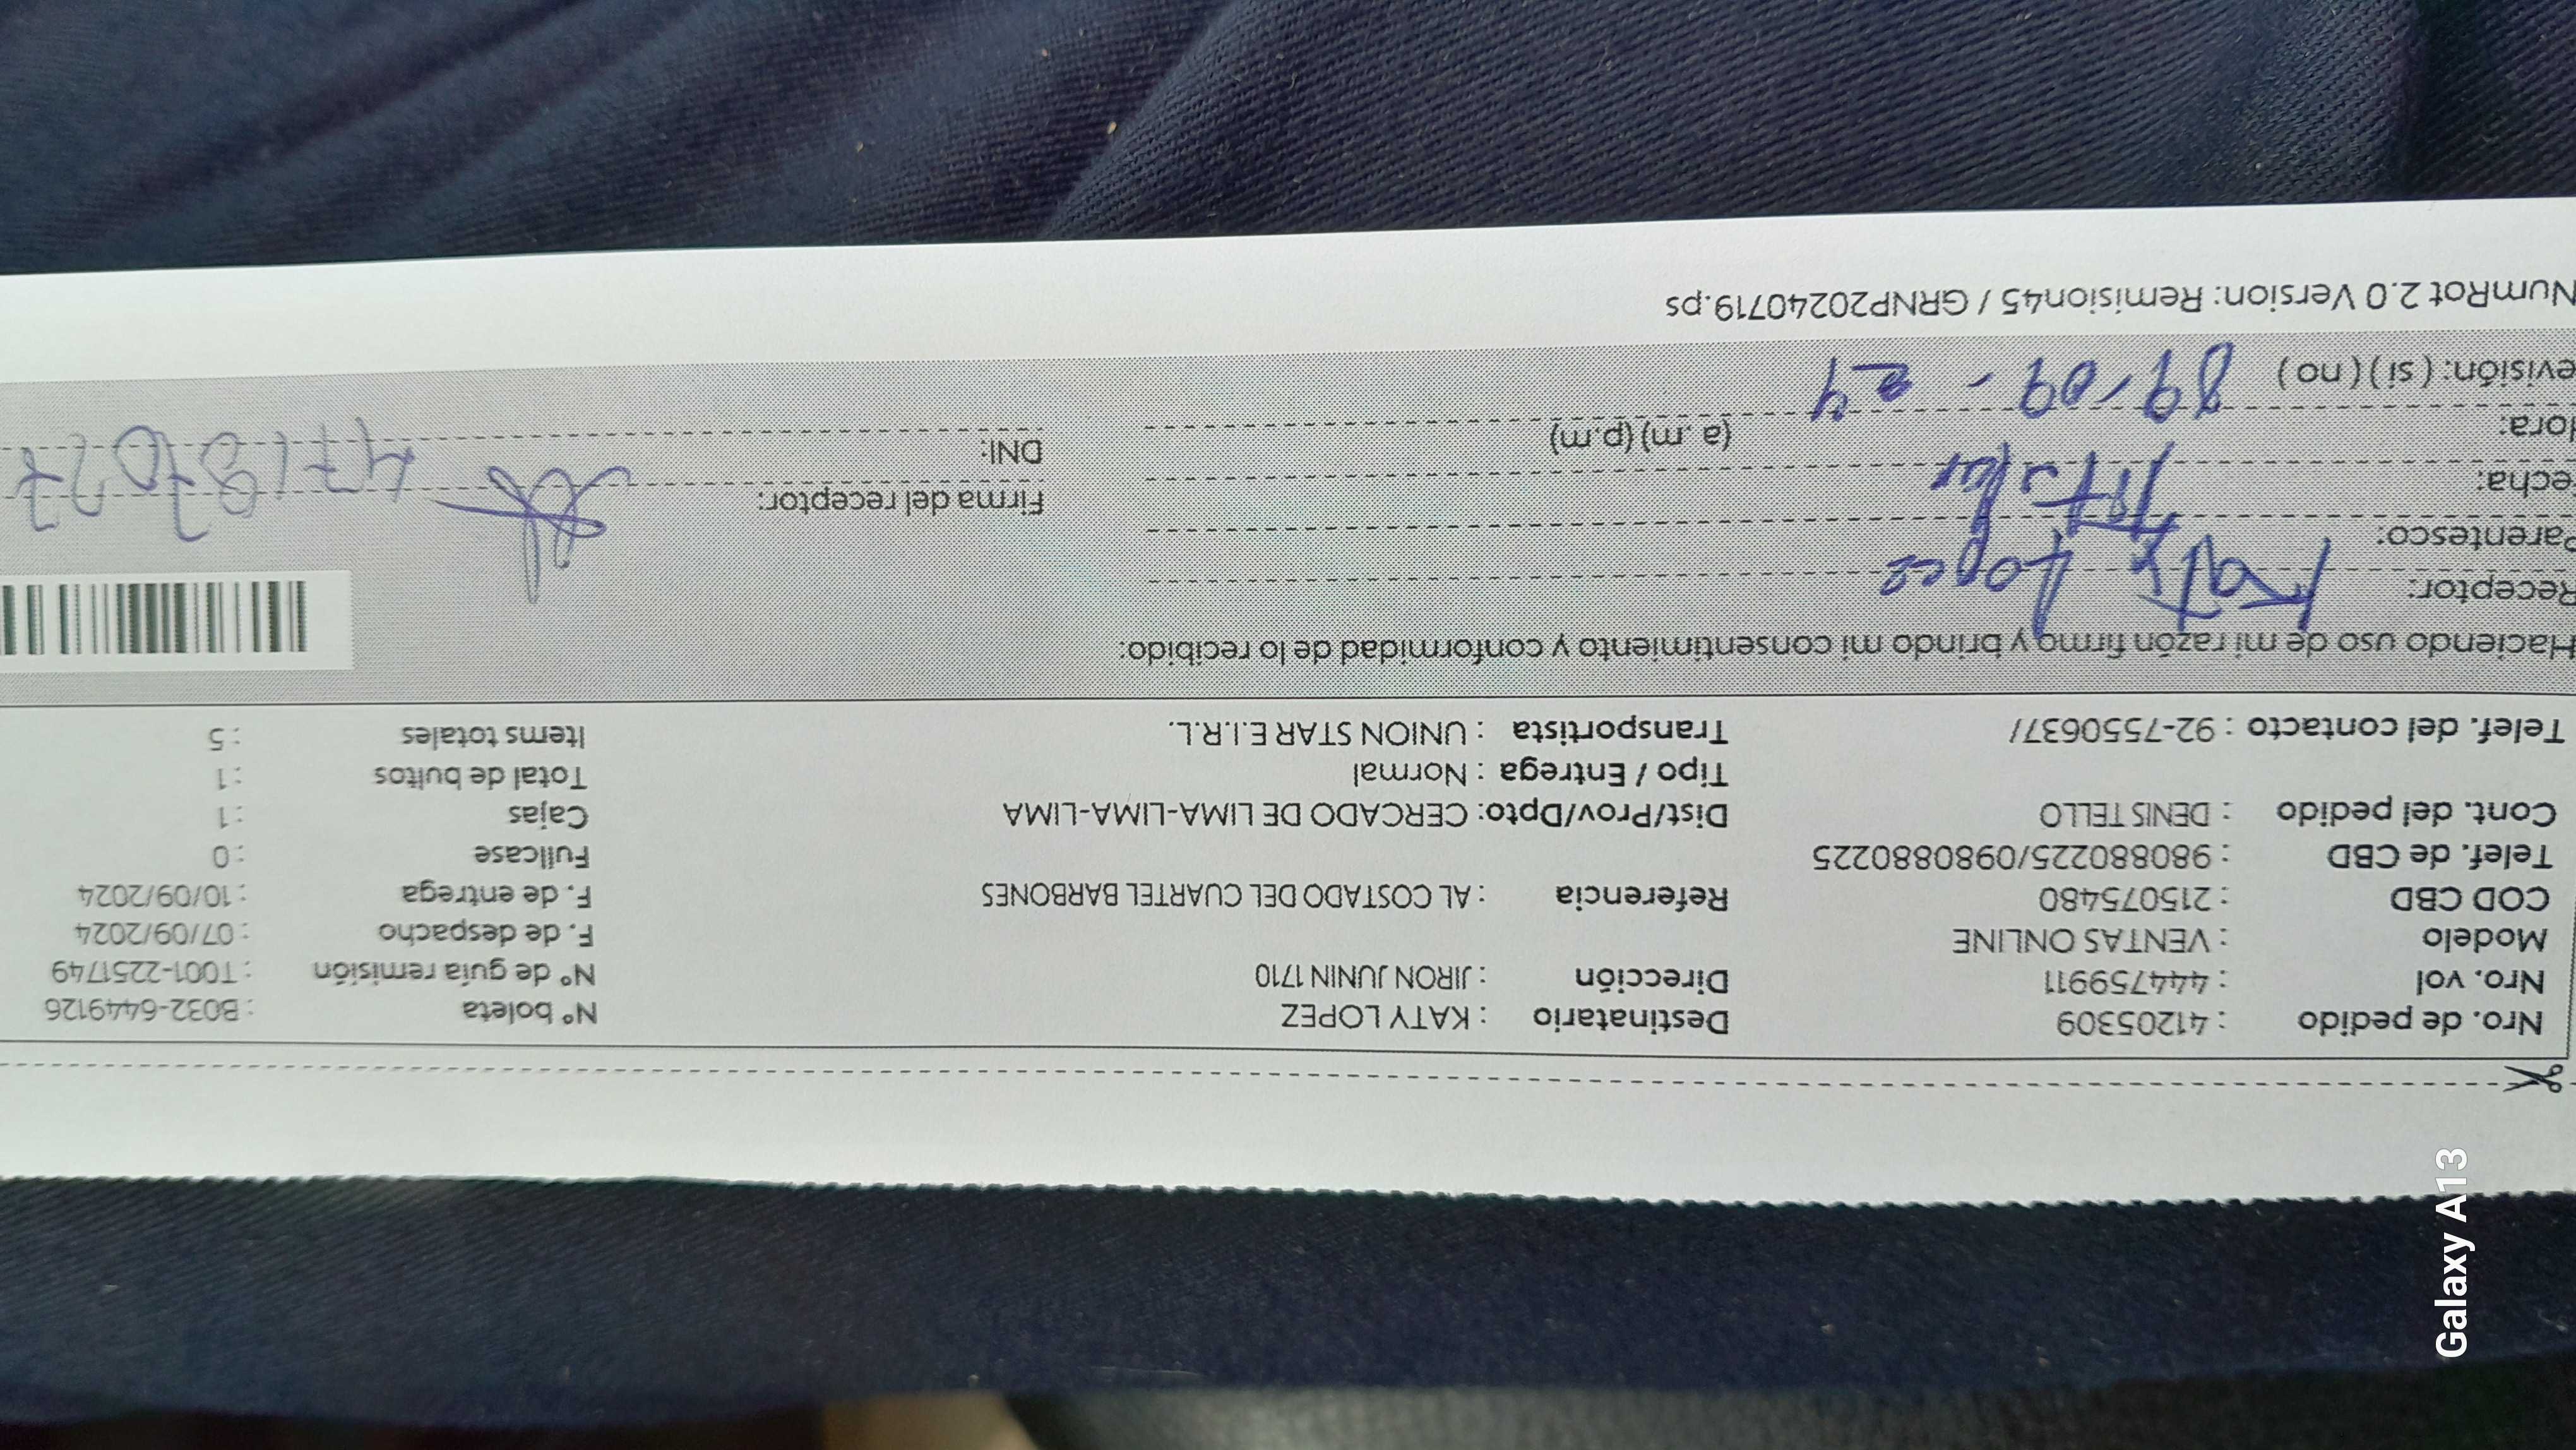 Nro. de pedido : 41205309 Destinatario : KATY LOPEZ N° boleta : B032-6449126
Nro. vol : 444759911 Dirección : JIRON JUNIN 1710 N° de guía remisión : T001-2251749
Modelo : VENTAS ONLINE F. de despacho : 07/09/2024
COD CBD : 215075480 Referencia : AL COSTADO DEL CUARTEL BARBONES F. de entrega : 10/09/2024
Telef. de CBD : 980880225/0980880225 Fullcase : 0
Cont. del pedido : DENIS TELLO Dist/Prov/Dpto: CERCADO DE LIMA-LIMA-LIMA Cajas : 1
Tipo / Entrega : Normal Total de bultos : 1
Telef. del contacto : 92-7550637/ Transportista : UNION STAR E.I.R.L. Items totales : 5
Haciendo uso de mi razón firmo y brindo mi consentimiento y conformidad de lo recibido:
Receptor: Katy Lopez
Parentesco:
echa: Firma del receptor:
Hora: (a .m) (p.m) DNI: 47187077
evisión: ( si ) ( no ) 09-09-24
NumRot 2.0 Version: Remision45 / GRNP20240719.ps
Galaxy A13